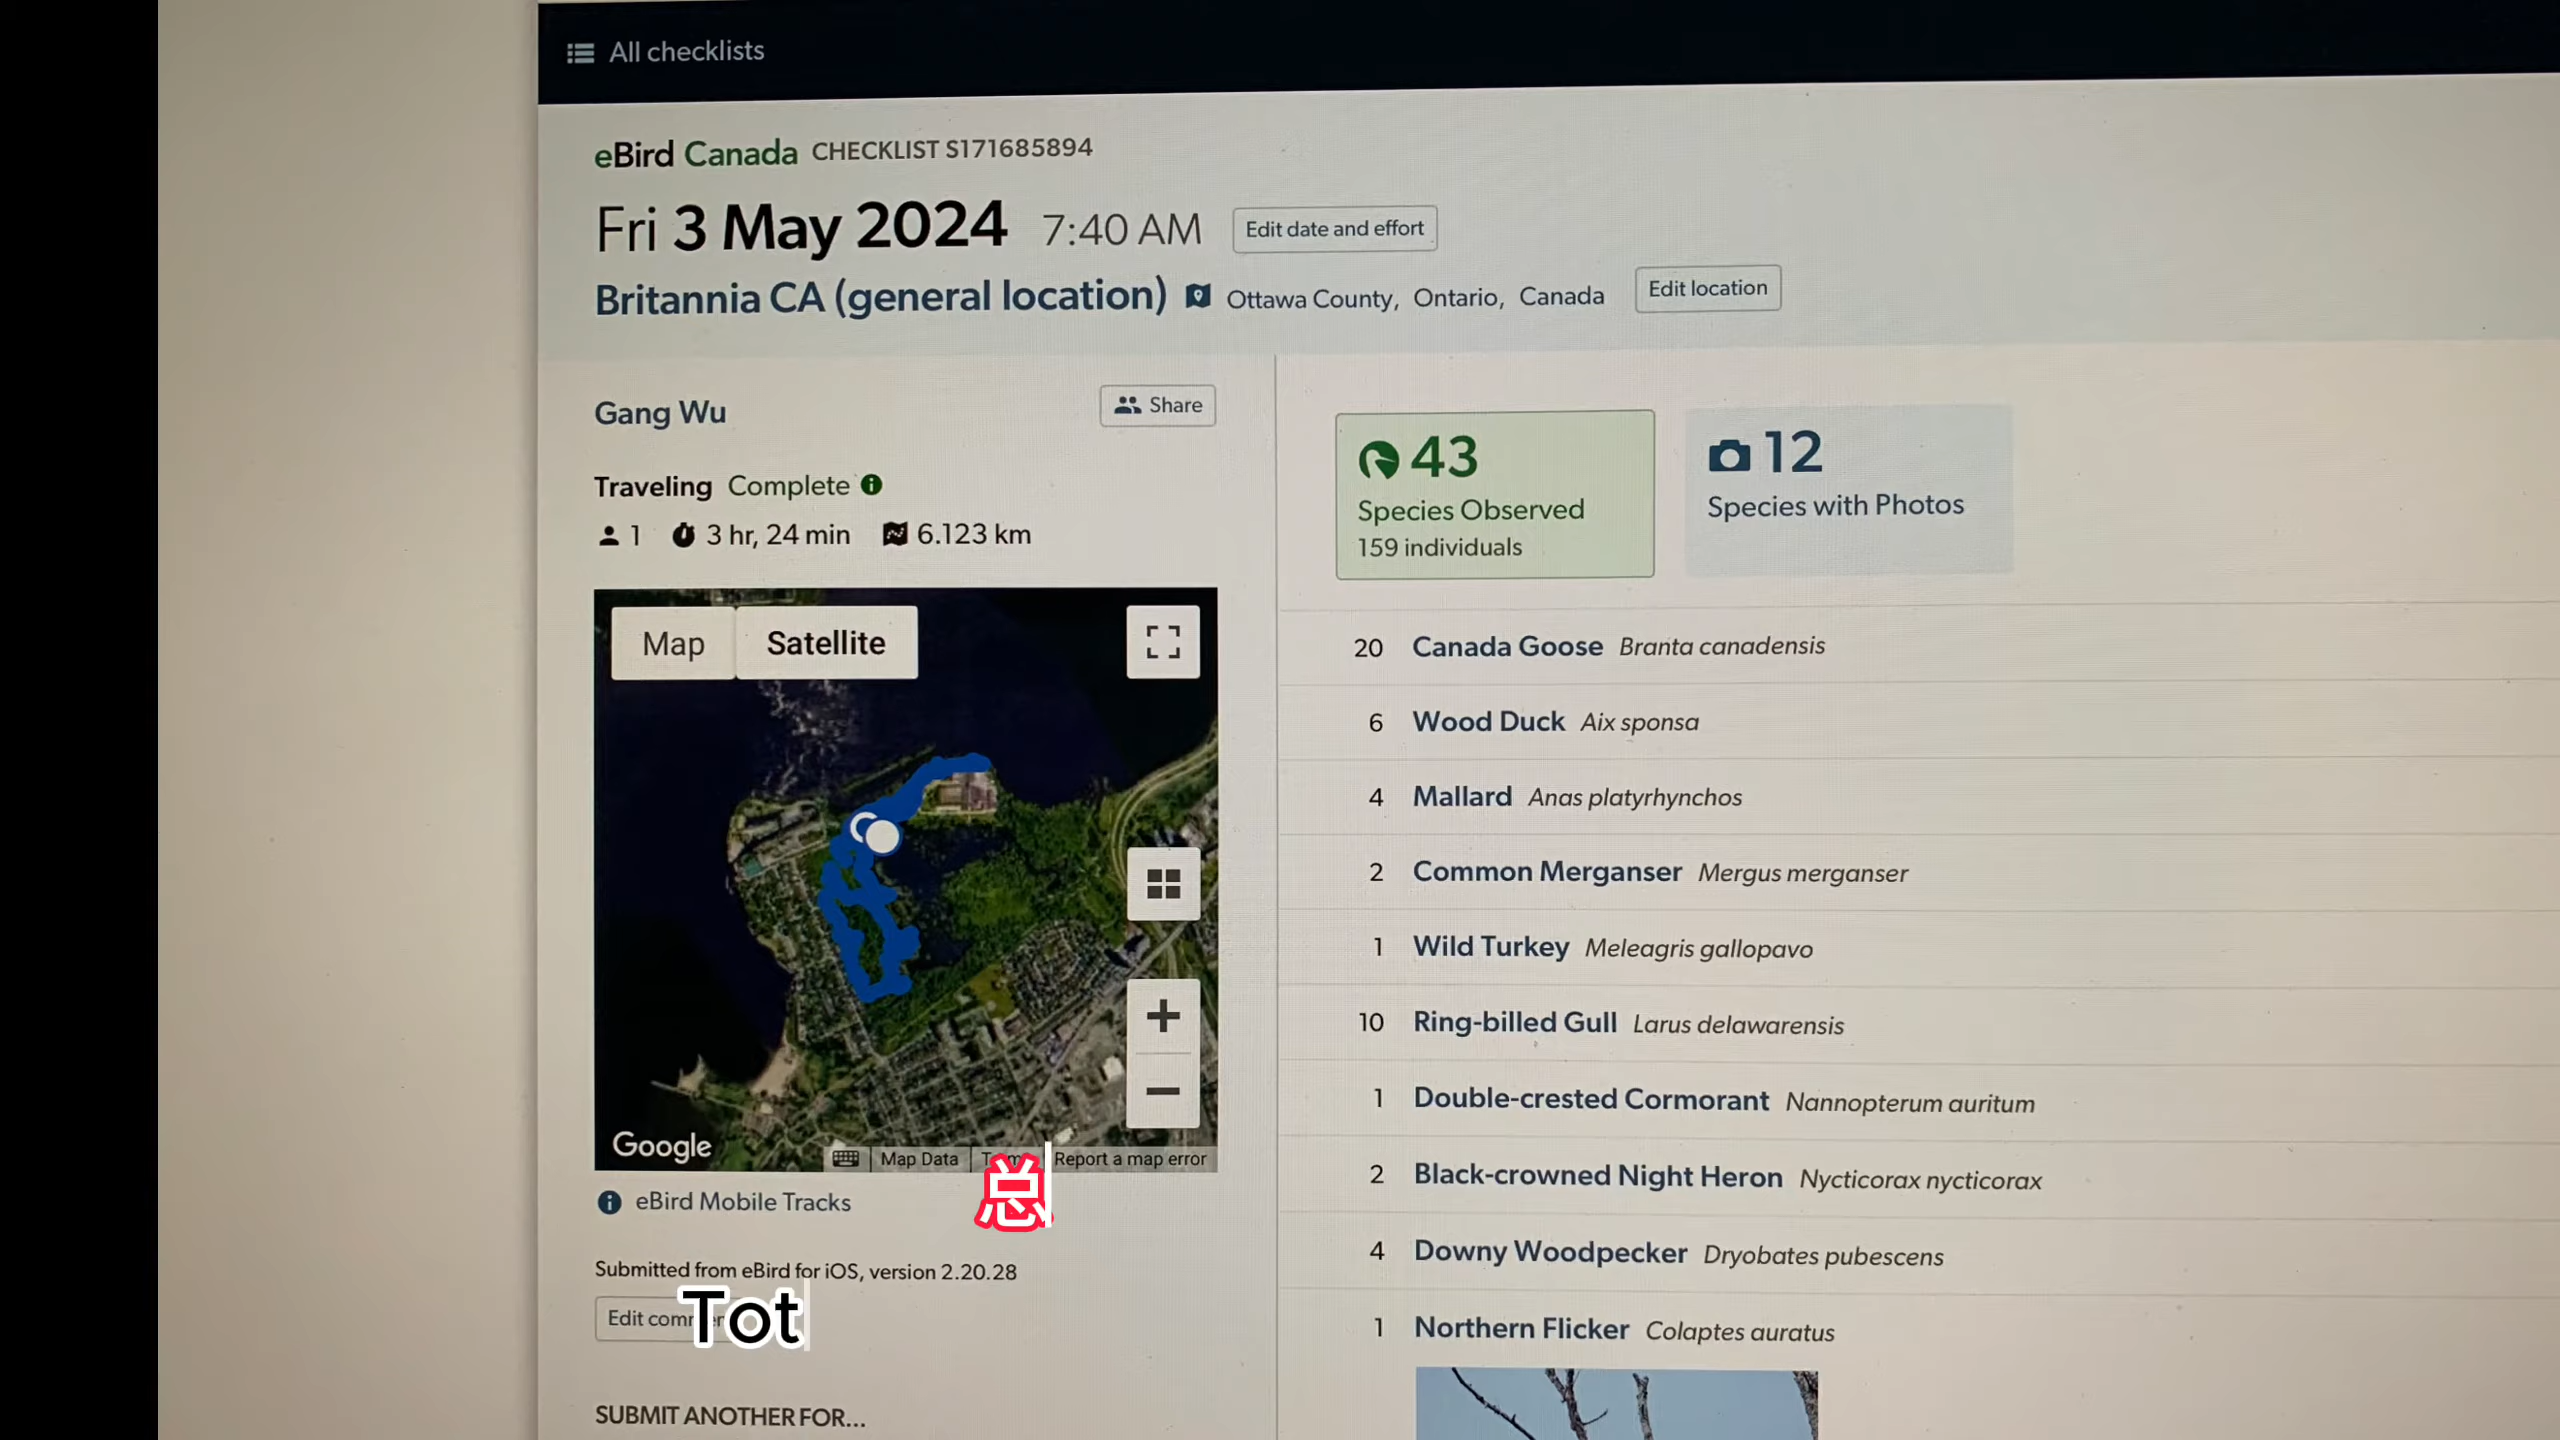 All checklists
eBird Canada CHECKLIST S171685894
Fri 3 May 2024 7:40 AM Edit date and effort
Britannia CA (general location) Ottawa County, Ontario, Canada Edit location
Gang Wu Share
Traveling Complete
1 3 hr, 24 min 6.123 km
Map Satellite
Google Map Data Report a map error
eBird Mobile Tracks
总
Submitted from eBird for iOS, version 2.20.28
Edit
Tot
SUBMIT ANOTHER FOR...
43
Species Observed
159 individuals
12
Species with Photos
20 Canada Goose Branta canadensis
6 Wood Duck Aix sponsa
4 Mallard Anas platyrhynchos
2 Common Merganser Mergus merganser
1 Wild Turkey Meleagris gallopavo
10 Ring-billed Gull Larus delawarensis
1 Double-crested Cormorant Nannopterum auritum
2 Black-crowned Night Heron Nycticorax nycticorax
4 Downy Woodpecker Dryobates pubescens
1 Northern Flicker Colaptes auratus